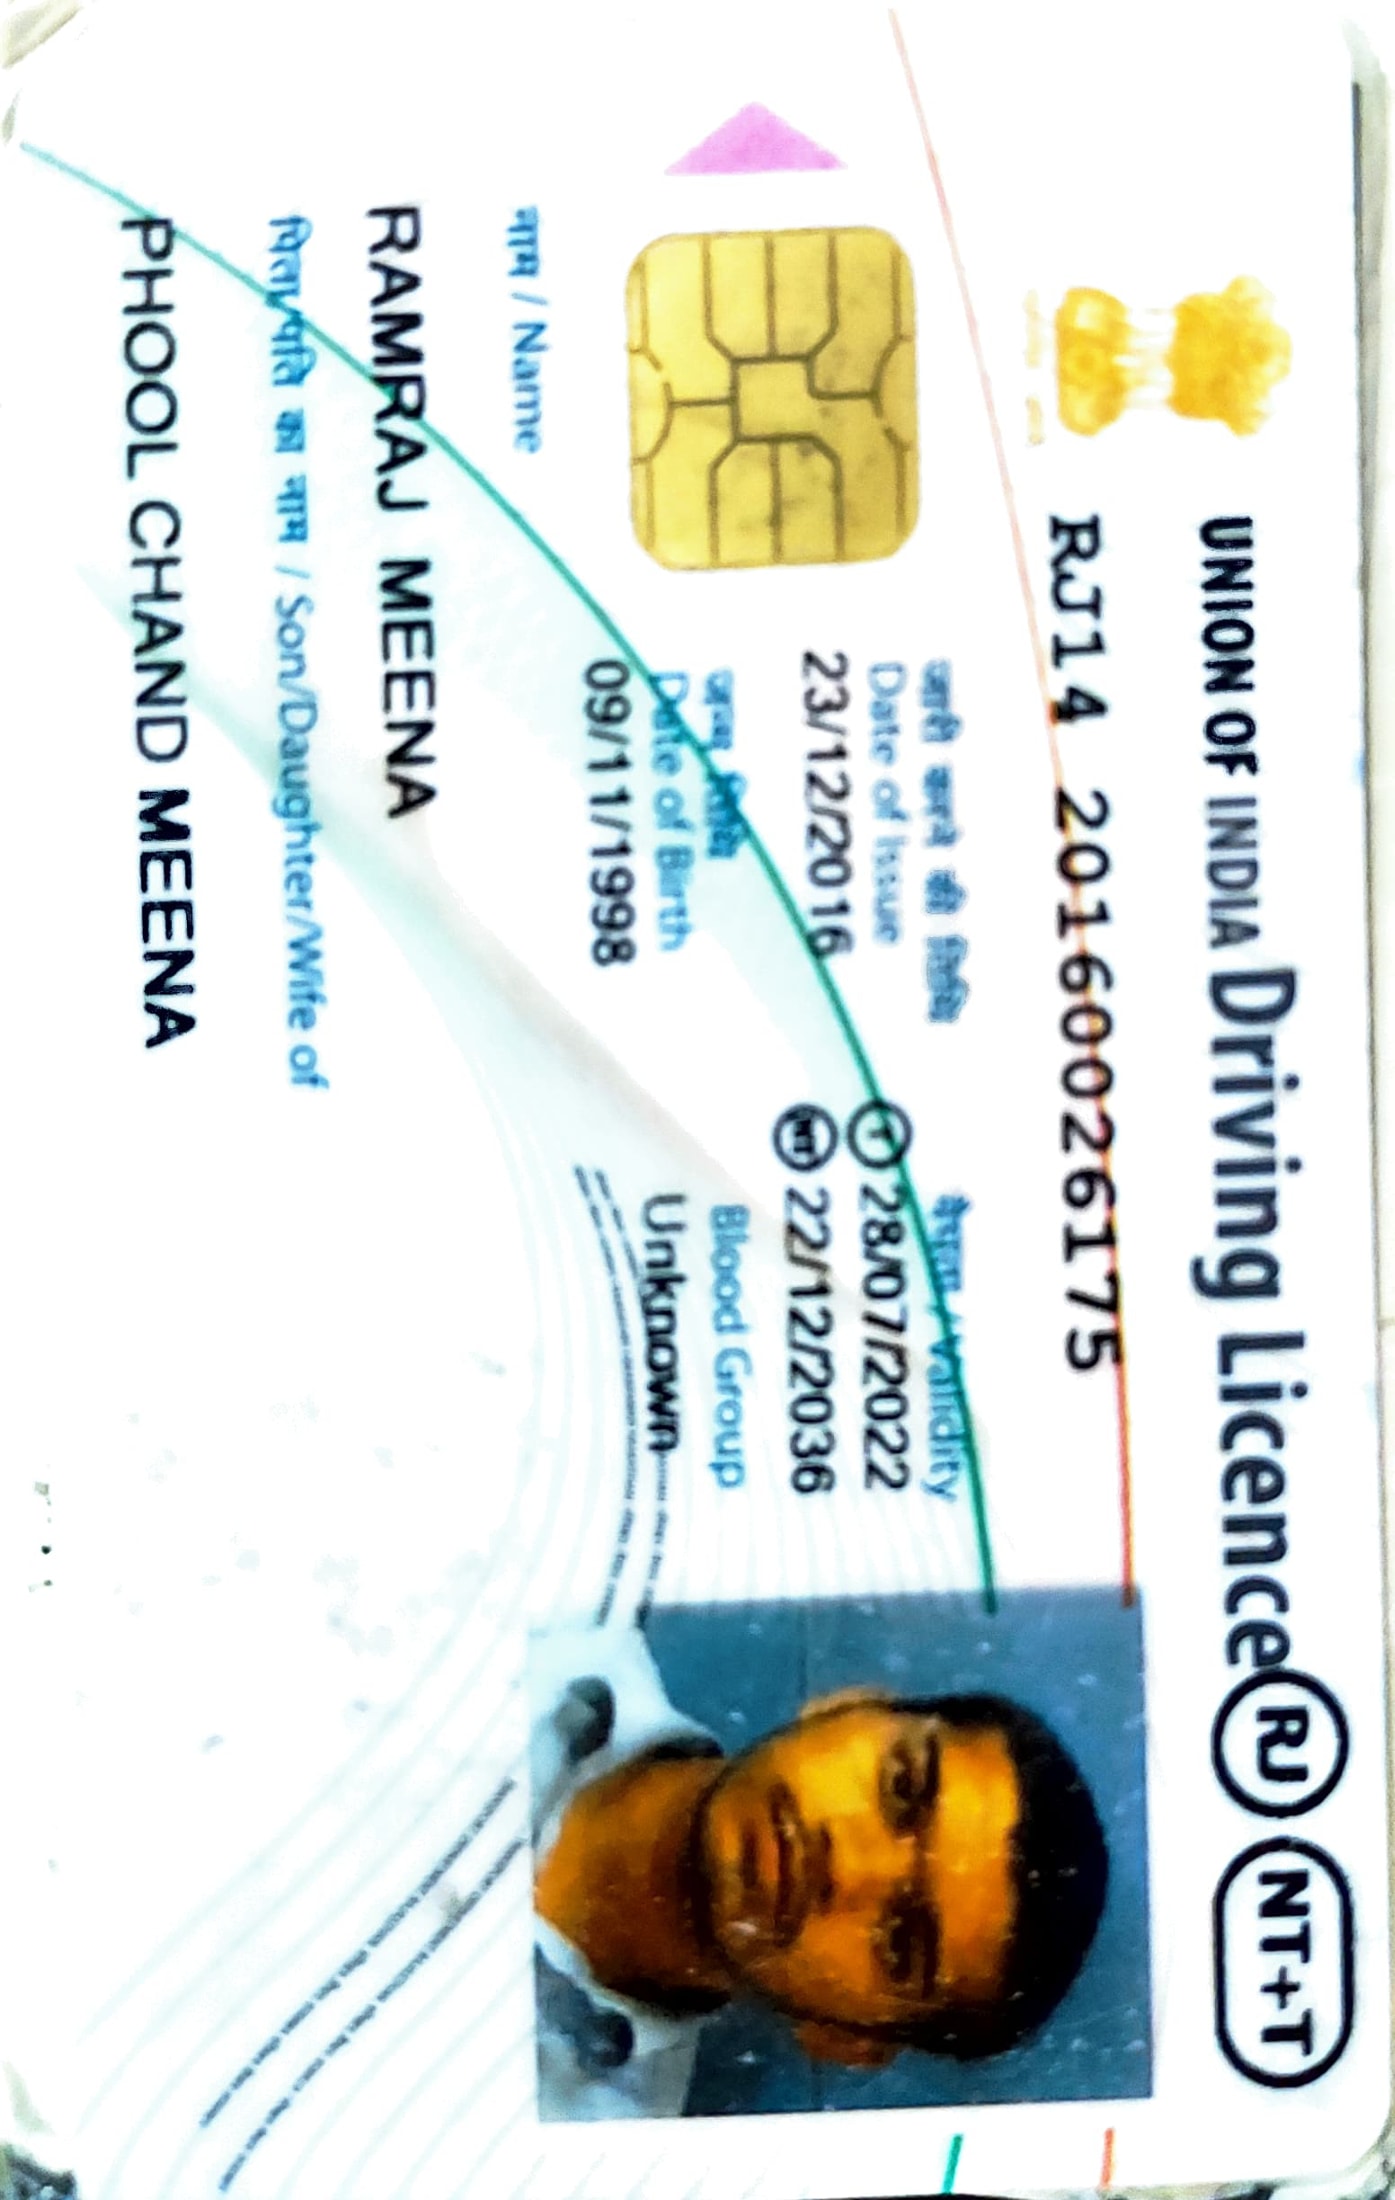 UNION OF INDIA Driving Licence RJ NT+T
RJ14 20160026175
जारी करने की तिथि
Date of Issue
23/12/2016
वैधता / Validity
T 28/07/2022
NT 22/12/2036
जन्म तिथि
Date of Birth
09/11/1998
Blood Group
Unknown
नाम / Name
RAMRAJ MEENA
पिता/पति का नाम / Son/Daughter/Wife of
PHOOL CHAND MEENA